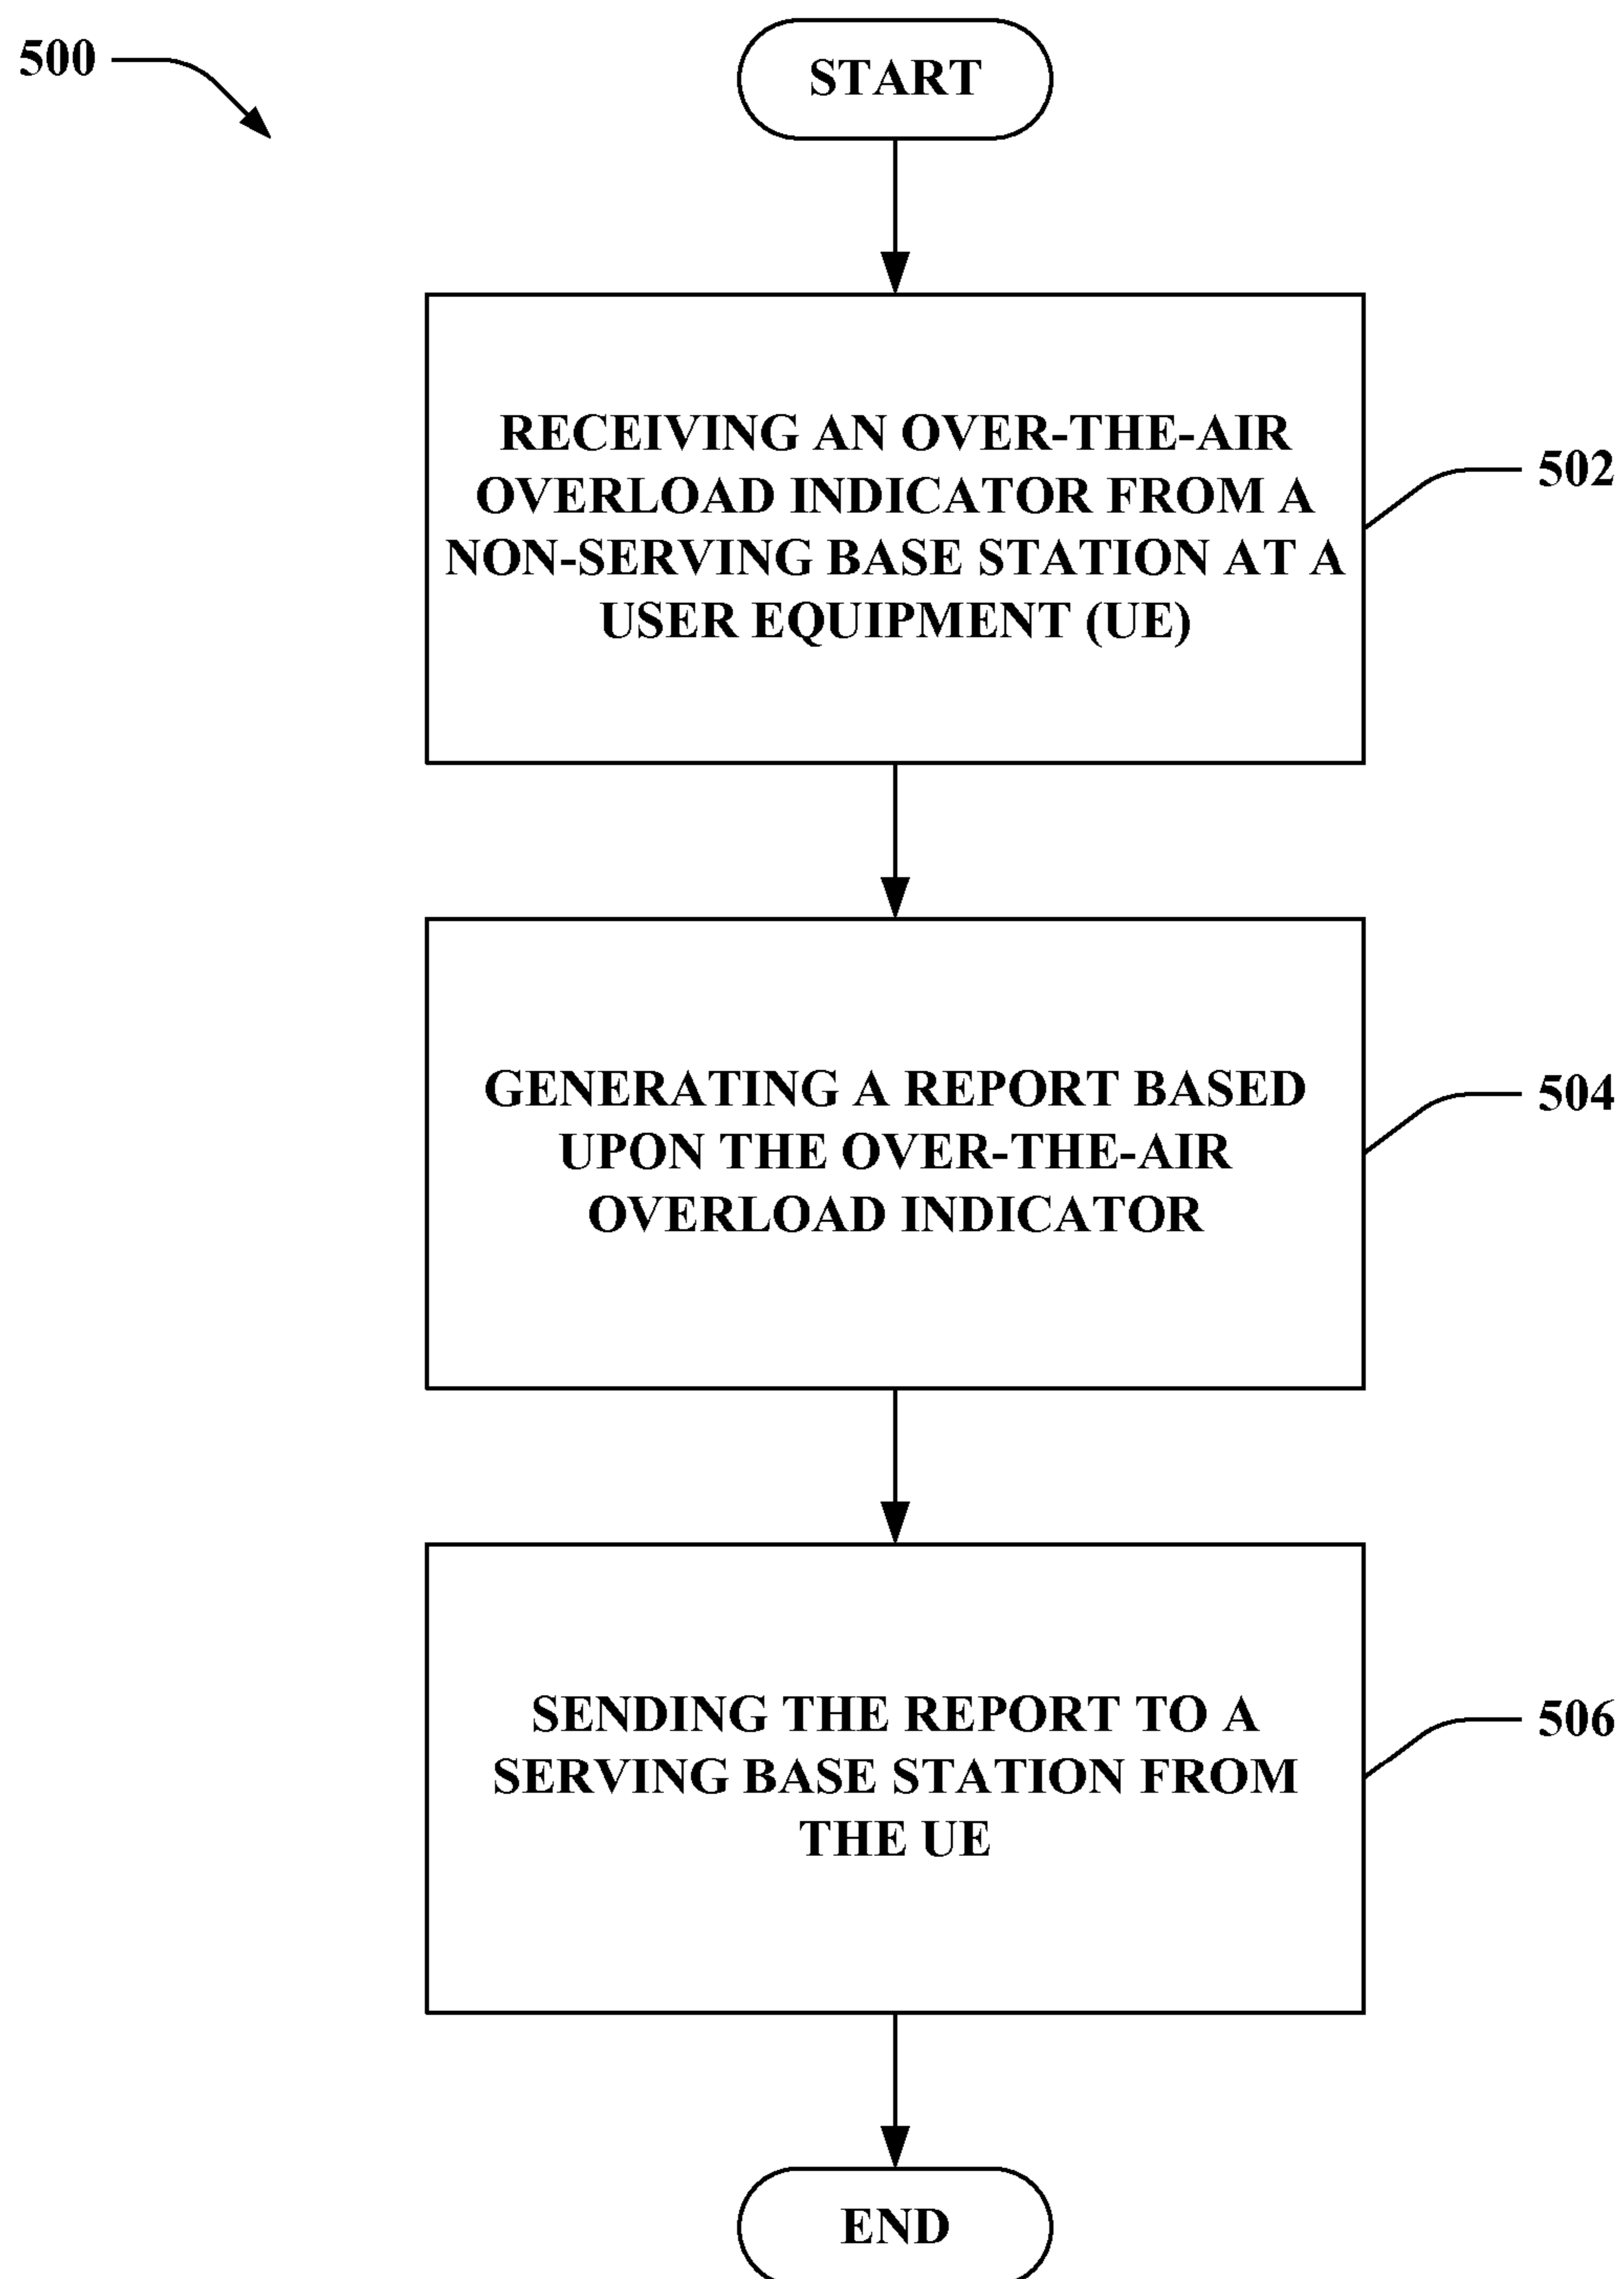 500
START
RECEIVING AN OVER-THE-AIR
OVERLOAD INDICATOR FROM A
NON-SERVING BASE STATION AT A
USER EQUIPMENT (UE)
502
GENERATING A REPORT BASED
UPON THE OVER-THE-AIR
OVERLOAD INDICATOR
504
SENDING THE REPORT TO A
SERVING BASE STATION FROM
THE UE
506
END